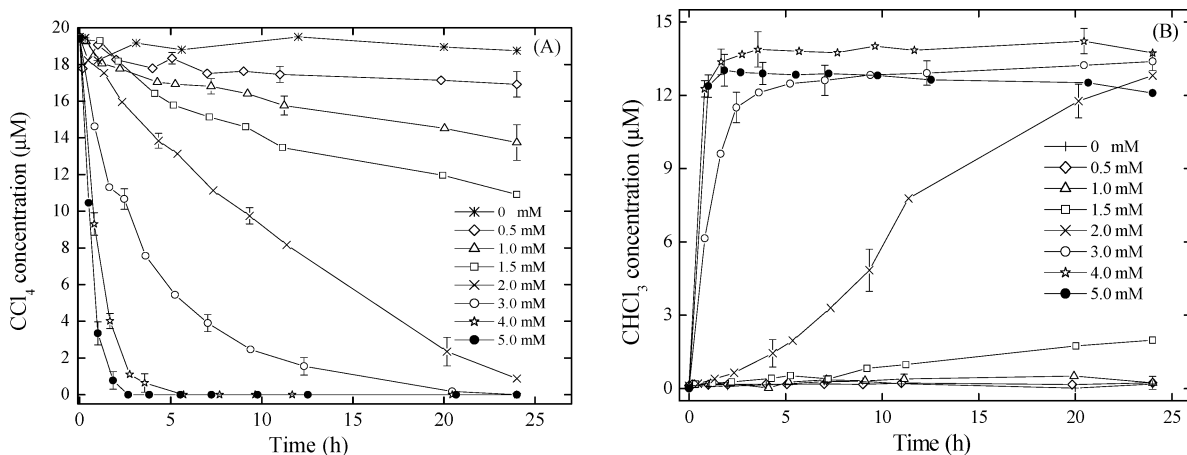 (A)
CCl4 concentration (μM)
20
18
16
14
12
10
8
6
4
2
0
0 mM
0.5 mM
1.0 mM
1.5 mM
2.0 mM
3.0 mM
4.0 mM
5.0 mM
0 5 10 15 20 25
Time (h)
(B)
CHCl3 concentration (μM)
15
12
9
6
3
0
0 mM
0.5 mM
1.0 mM
1.5 mM
2.0 mM
3.0 mM
4.0 mM
5.0 mM
0 5 10 15 20 25
Time (h)